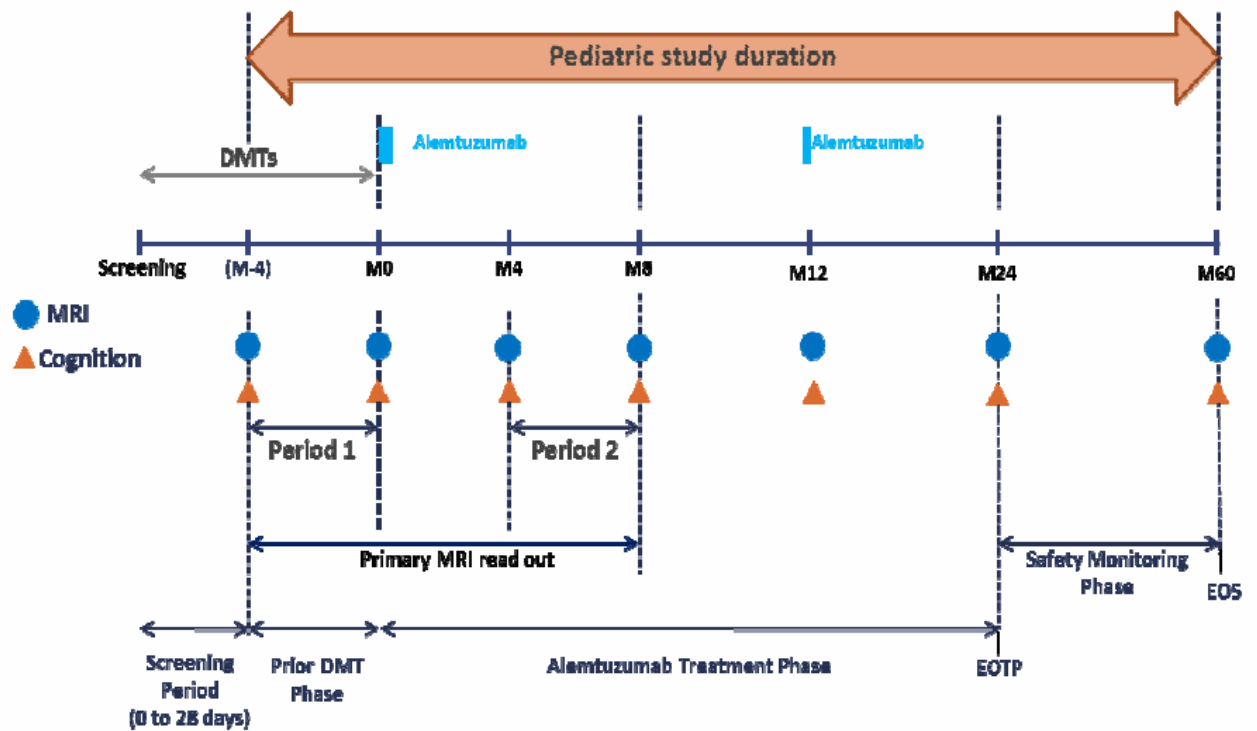 Pediatric study duration
DMTs
Alemtuzumab
Alemtuzumab
Screening
(M-4)
M0
M4
M8
M12
M24
M60
MRI
Cognition
Period 1
Period 2
Primary MRI read out
Safety Monitoring
Phase
EOS
Screening
Period
(0 to 28 days)
Prior DMT
Phase
Alemtuzumab Treatment Phase
EOTP